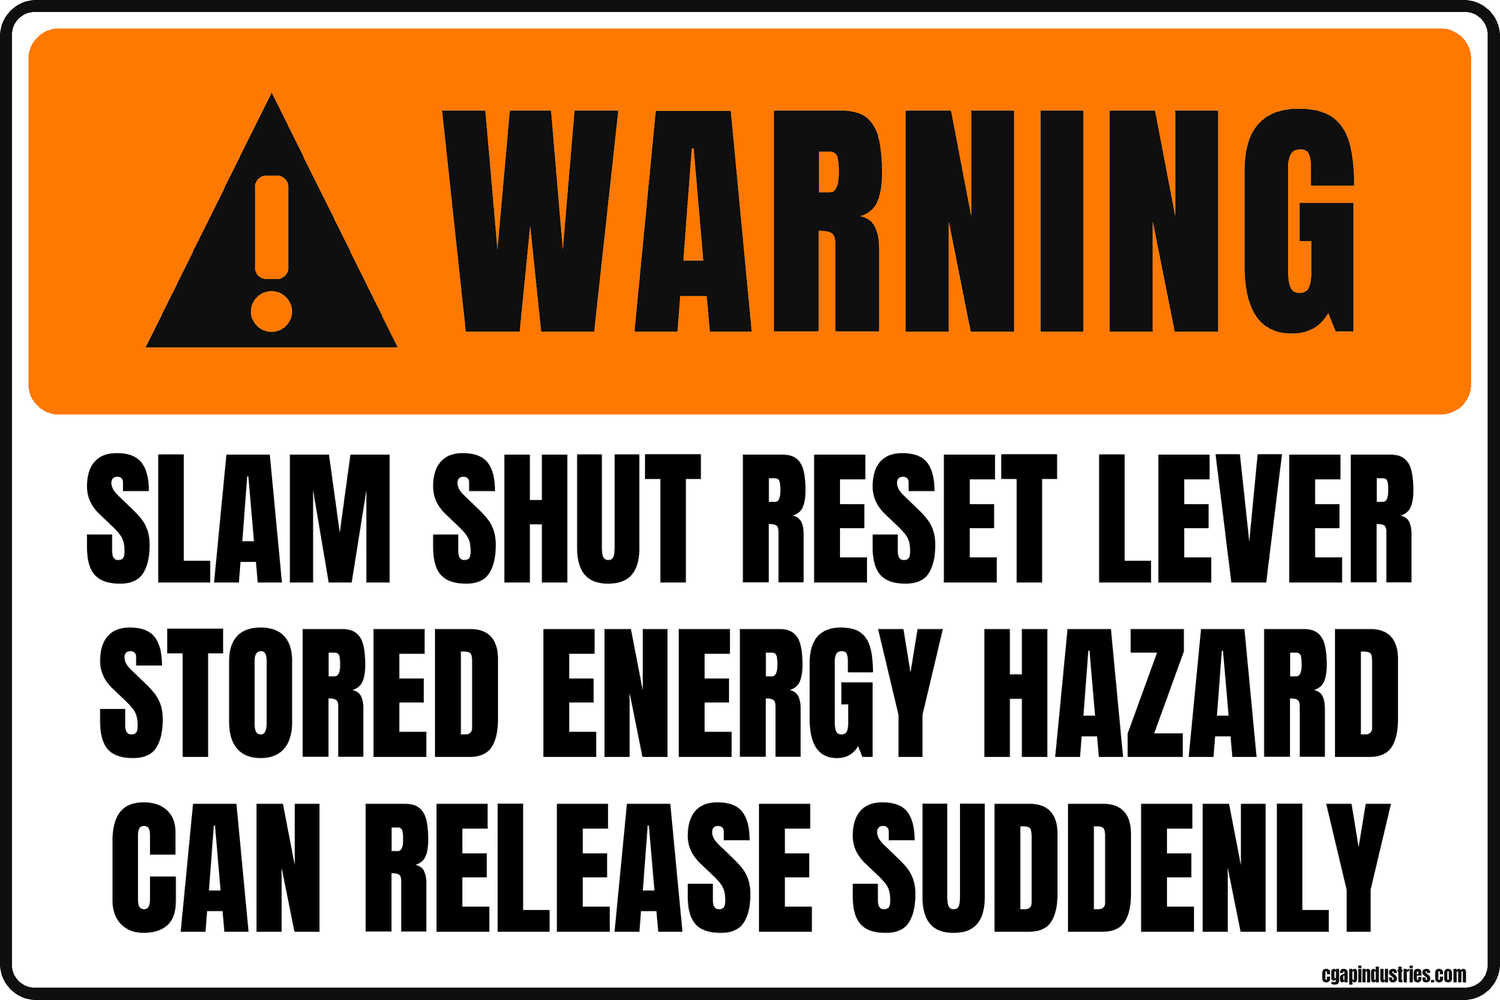 WARNING
SLAM SHUT RESET LEVER
STORED ENERGY HAZARD
CAN RELEASE SUDDENLY
cgapindustries.com